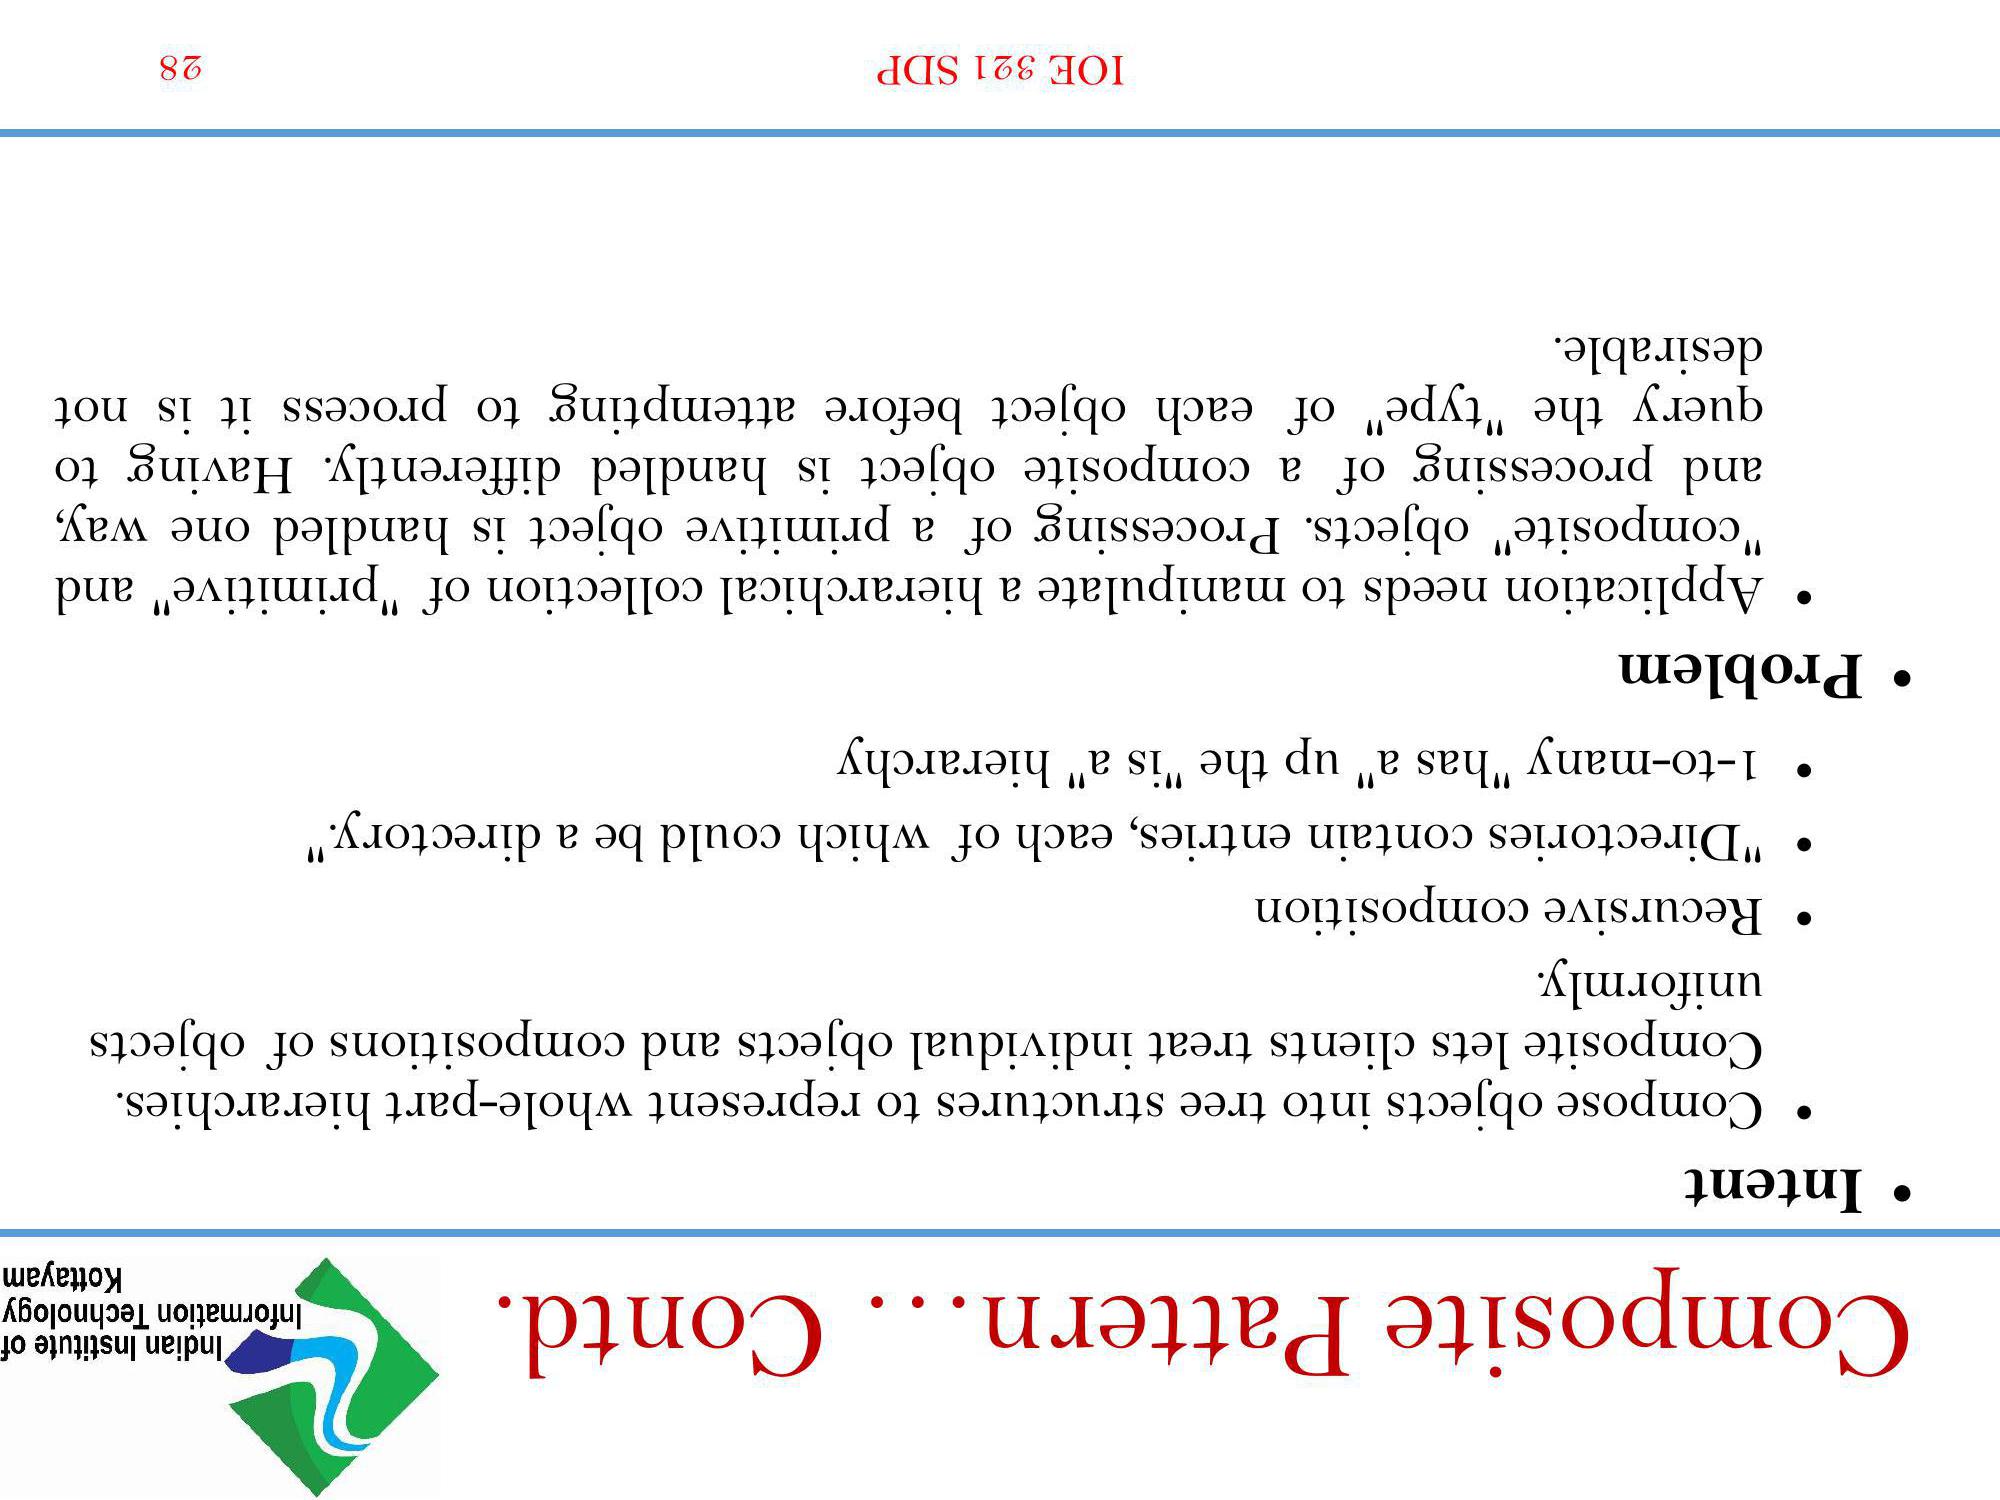 Composite Pattern… Contd.
Indian Institute of
Information Technology
Kottayam
• Intent
• Compose objects into tree structures to represent whole-part hierarchies.
Composite lets clients treat individual objects and compositions of objects
uniformly.
• Recursive composition
• "Directories contain entries, each of which could be a directory."
• 1-to-many "has a" up the "is a" hierarchy
• Problem
• Application needs to manipulate a hierarchical collection of "primitive" and
"composite" objects. Processing of a primitive object is handled one way,
and processing of a composite object is handled differently. Having to
query the "type" of each object before attempting to process it is not
desirable.
IOE 321 SDP
28